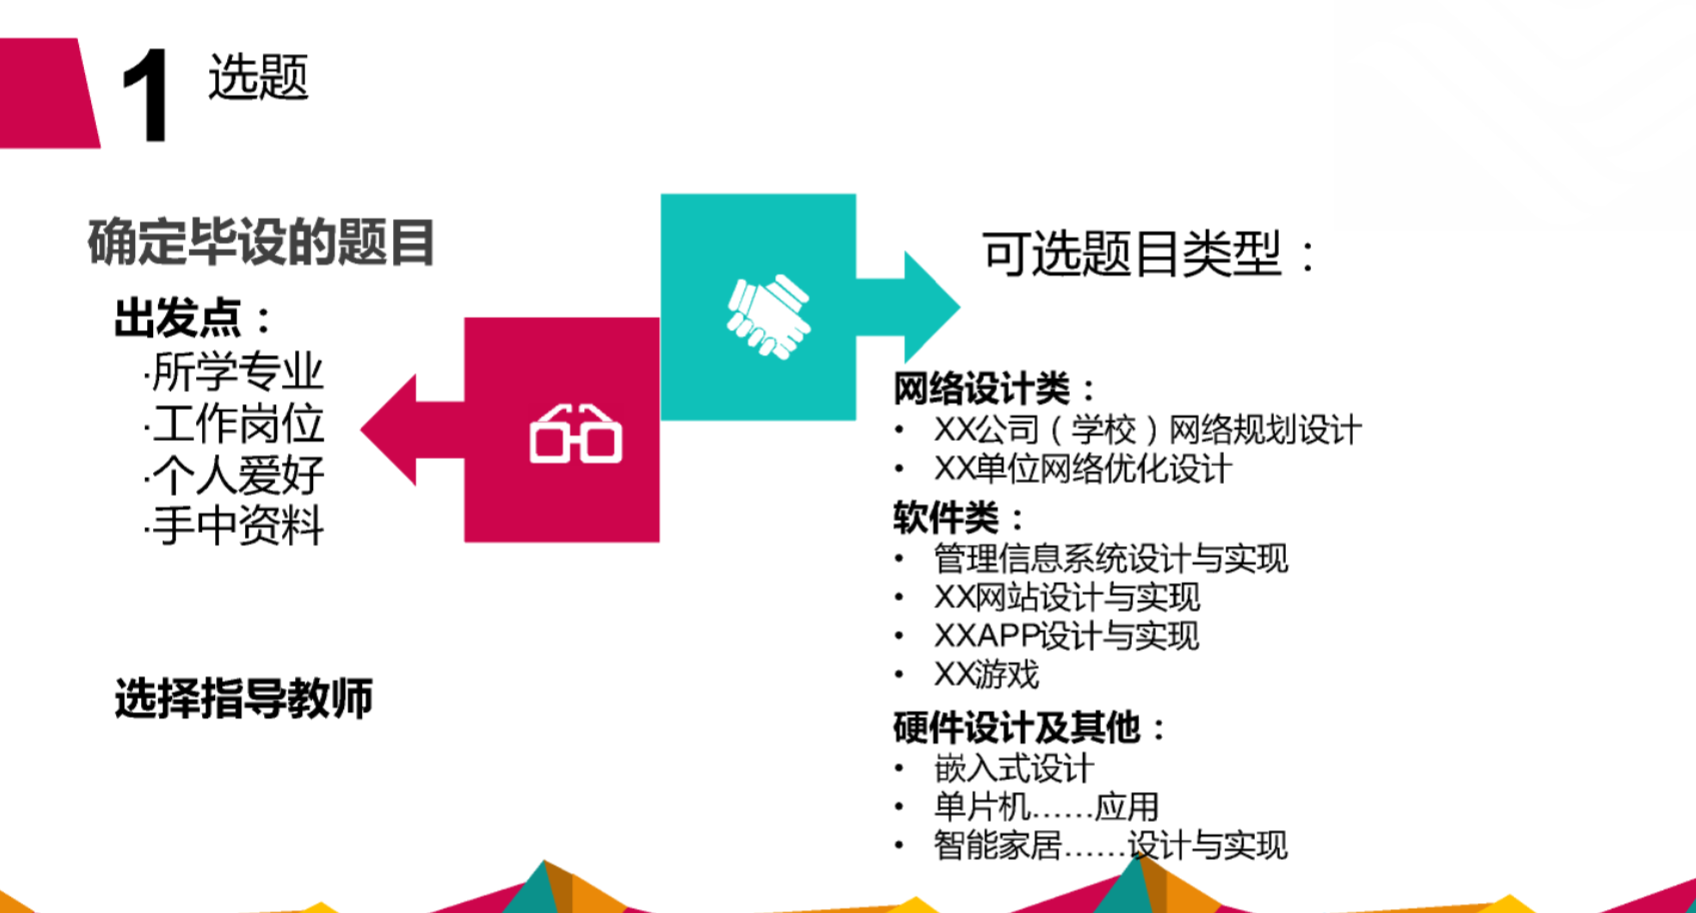 1 选题
确定毕设的题目
出发点：
·所学专业
·工作岗位
·个人爱好
·手中资料
选择指导教师
可选题目类型：
网络设计类：
• XX公司（学校）网络规划设计
• XX单位网络优化设计
软件类：
• 管理信息系统设计与实现
• XX网站设计与实现
• XXAPP设计与实现
• XX游戏
硬件设计及其他：
• 嵌入式设计
• 单片机……应用
• 智能家居……设计与实现